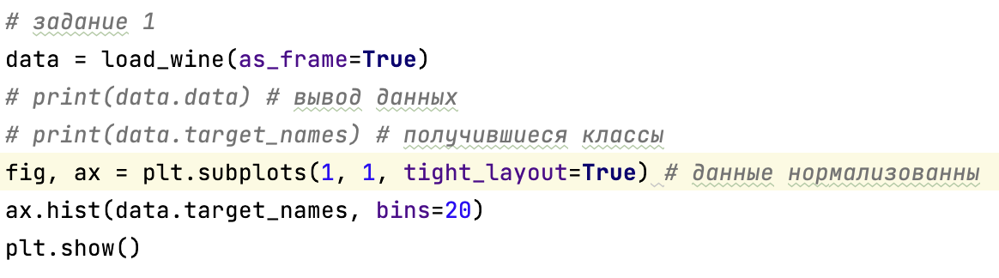 # задание 1
data = load_wine(as_frame=True)
# print(data.data) # вывод данных
# print(data.target_names) # получившиеся классы
fig, ax = plt.subplots(1, 1, tight_layout=True) # данные нормализованны
ax.hist(data.target_names, bins=20)
plt.show()